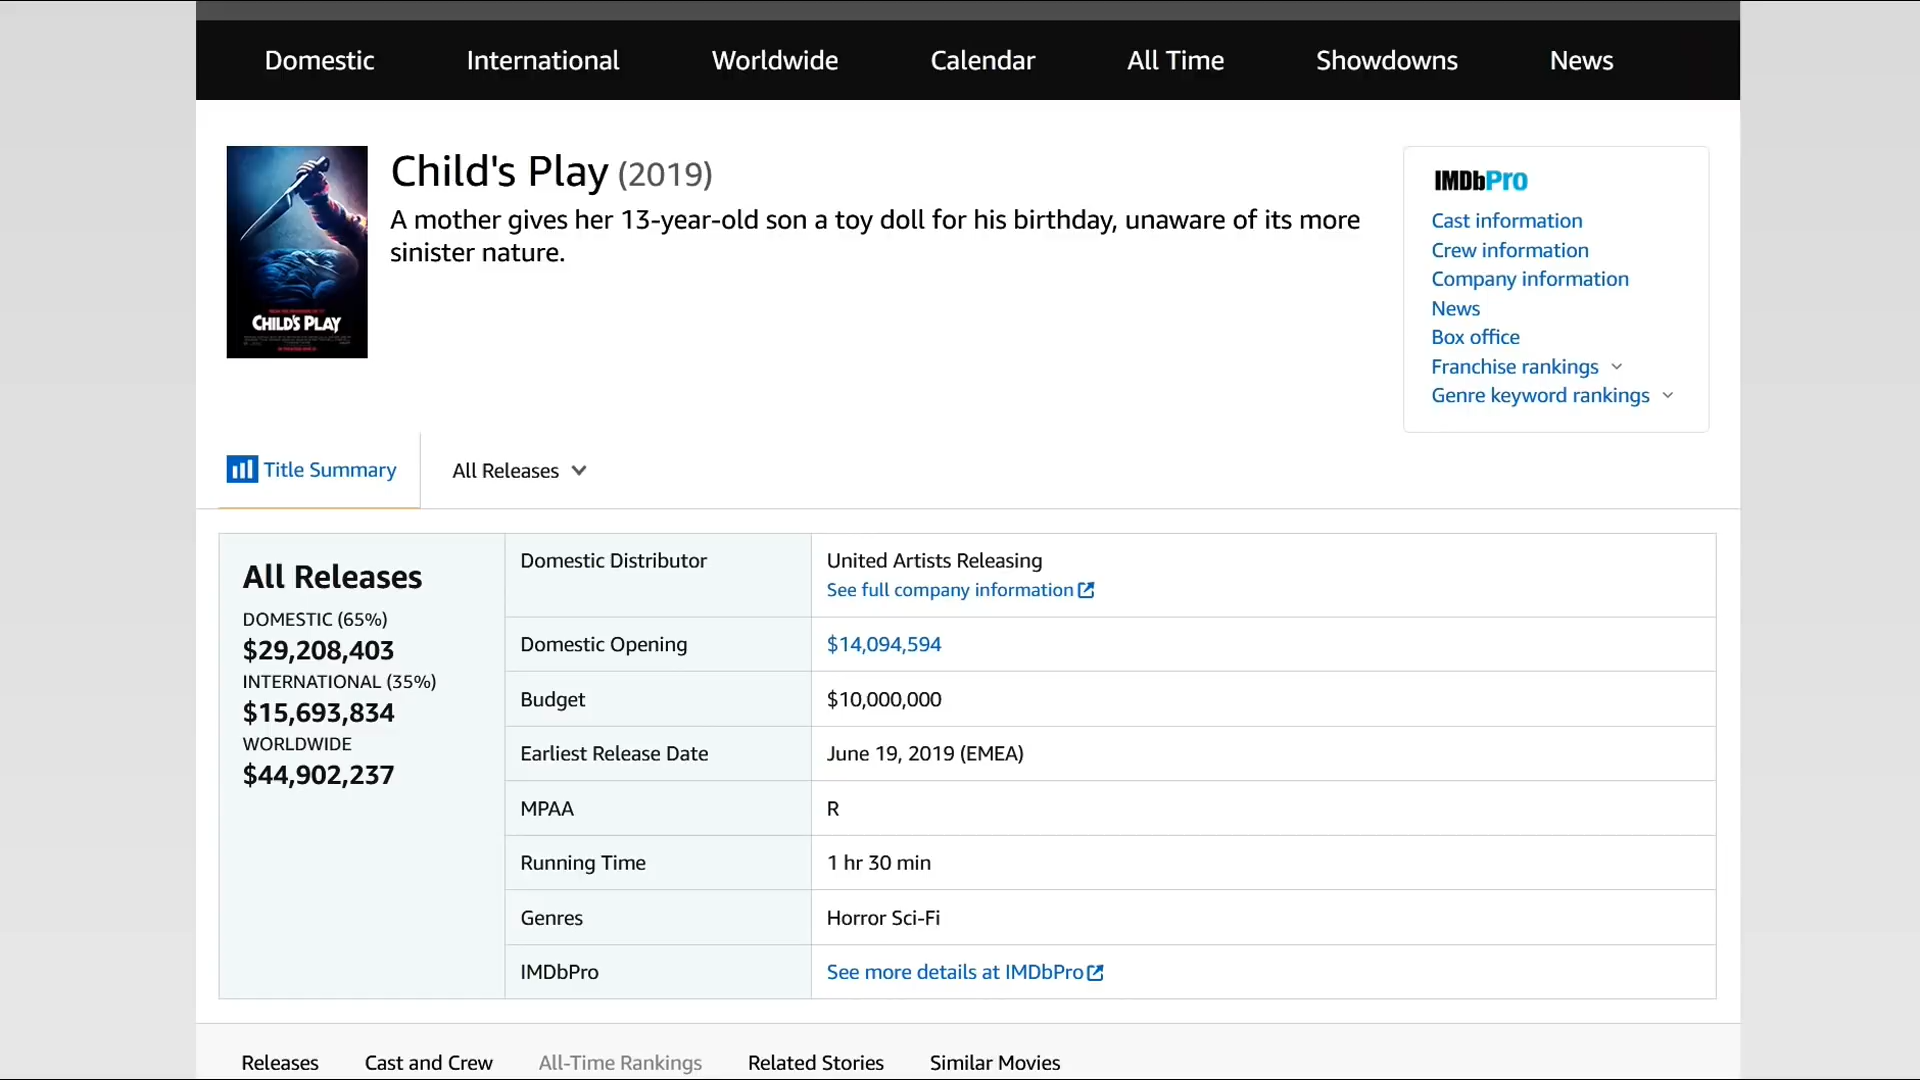 Domestic International Worldwide Calendar All Time Showdowns News
Child's Play (2019)
A mother gives her 13-year-old son a toy doll for his birthday, unaware of its more
sinister nature.
CHILD'S PLAY
IMDbPro
Cast information
Crew information
Company information
News
Box office
Franchise rankings
Genre keyword rankings
Title Summary
All Releases
All Releases
DOMESTIC (65%)
$29,208,403
INTERNATIONAL (35%)
$15,693,834
WORLDWIDE
$44,902,237
Domestic Distributor United Artists Releasing
See full company information
Domestic Opening $14,094,594
Budget $10,000,000
Earliest Release Date June 19, 2019 (EMEA)
MPAA R
Running Time 1 hr 30 min
Genres Horror Sci-Fi
IMDbPro See more details at IMDbPro
Releases Cast and Crew All-Time Rankings Related Stories Similar Movies